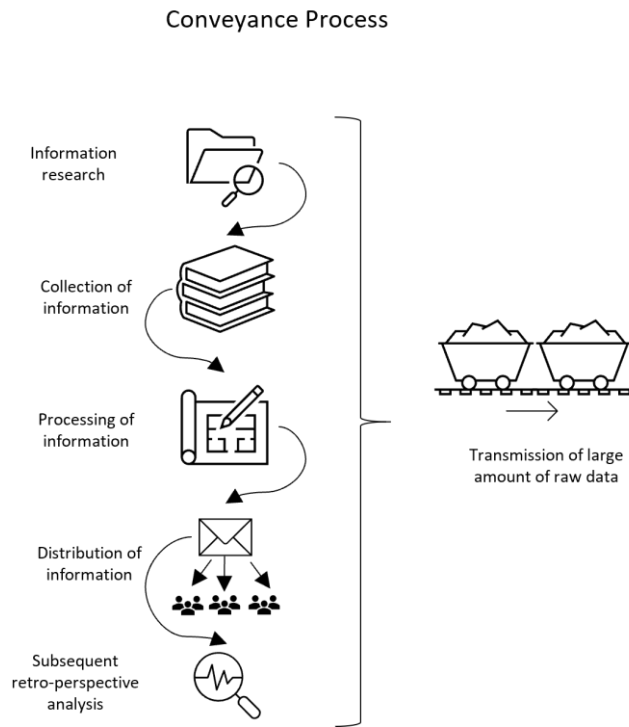 Conveyance Process
Information
research
Collection of
information
Processing of
information
Distribution of
information
Subsequent
retro-perspective
analysis
Transmission of large
amount of raw data